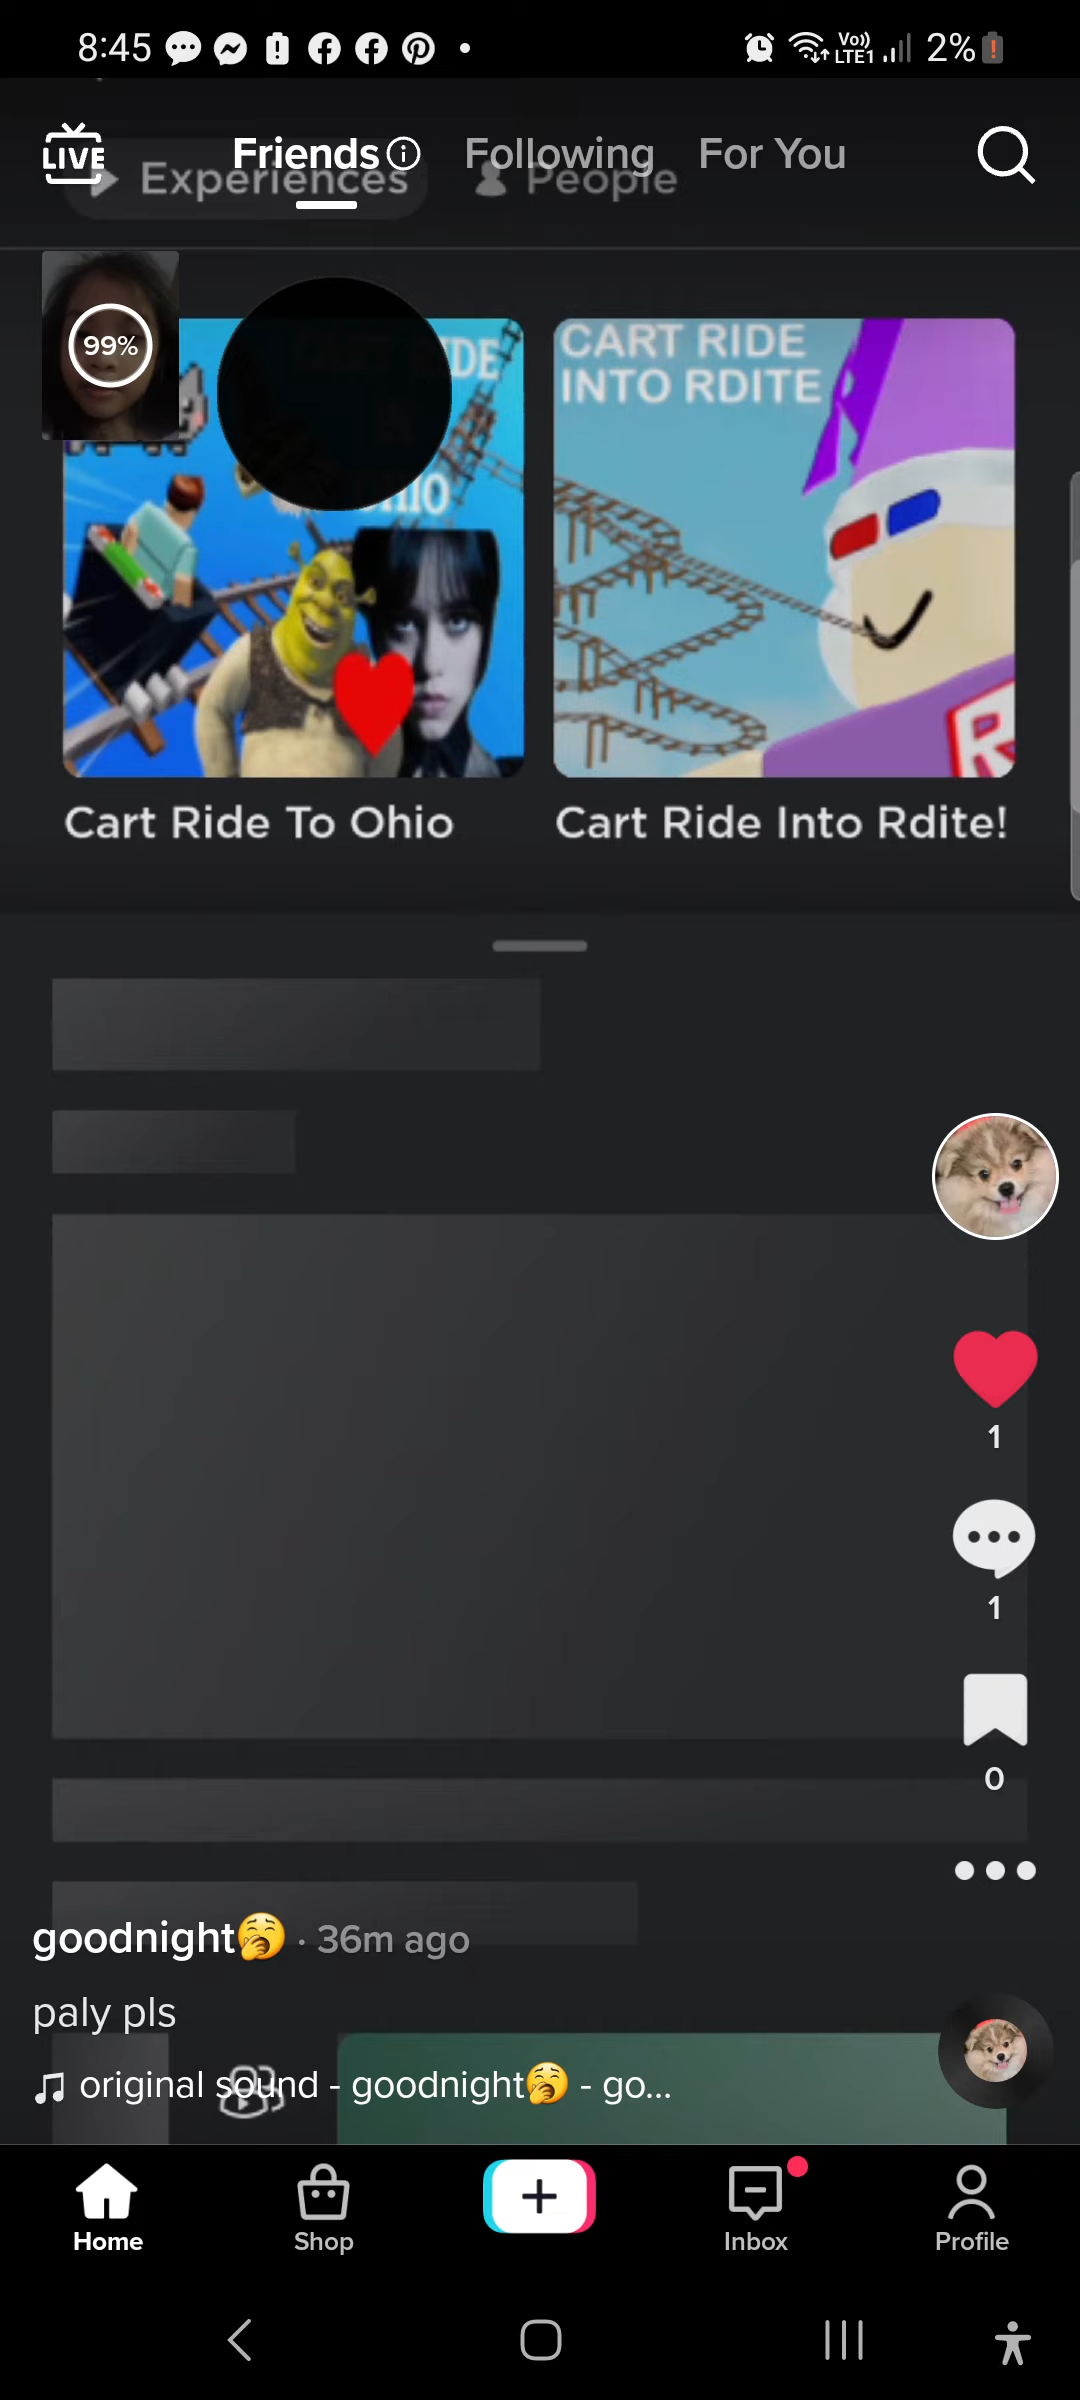 8:45
Vo))
LTE1
2%
LIVE
Friends
Following
For You
Experiences
People
99%
CART RIDE
INTO RDITE
Cart Ride To Ohio
Cart Ride Into Rdite!
1
1
0
goodnight🥱 · 36m ago
paly pls
original sound - goodnight🥱 - go...
Home
Shop
Inbox
Profile